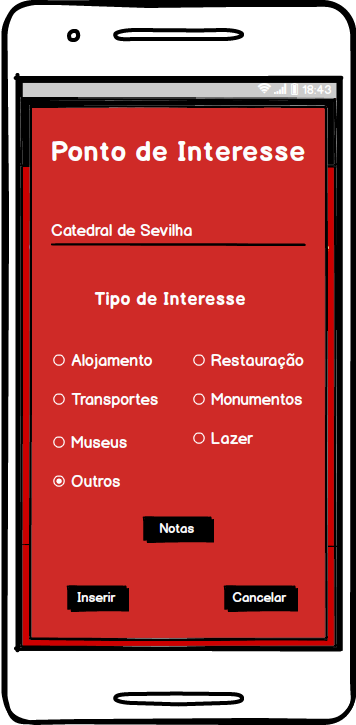 18:43
Ponto de Interesse
Catedral de Sevilha
Tipo de Interesse
Alojamento
Restauração
Transportes
Monumentos
Museus
Lazer
Outros
Notas
Inserir
Cancelar